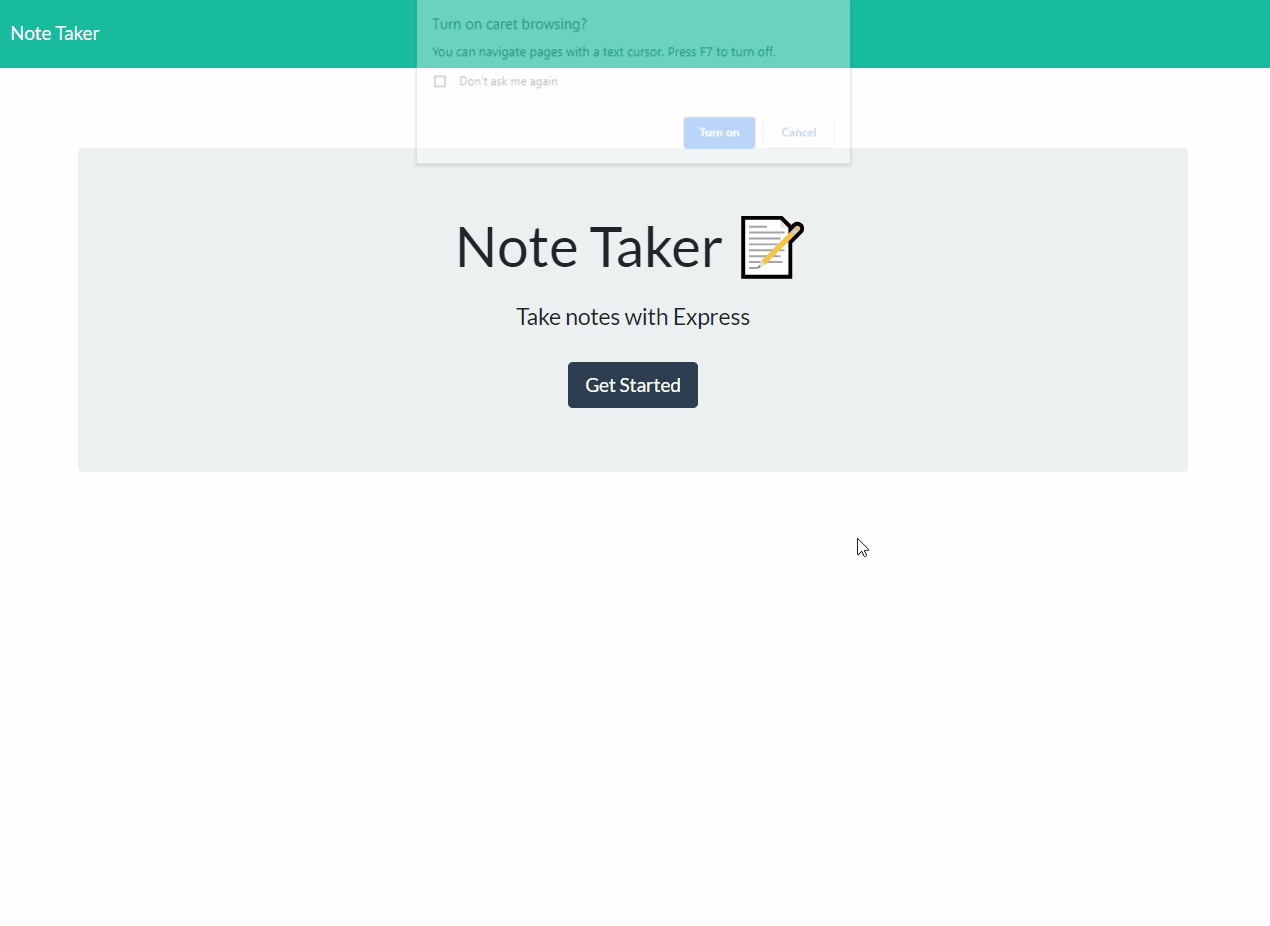 Note Taker
Turn on caret browsing?
You can navigate pages with a text cursor. Press F7 to turn off.
Don't ask me again
Turn on
Cancel
Note Taker
Take notes with Express
Get Started